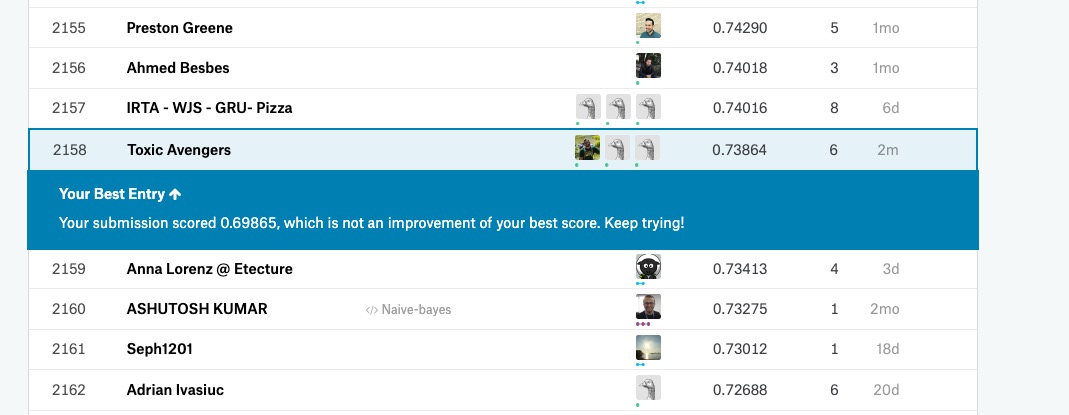 2155 Preston Greene 0.74290 5 1mo
2156 Ahmed Besbes 0.74018 3 1mo
2157 IRTA - WJS - GRU- Pizza 0.74016 8 6d
2158 Toxic Avengers 0.73864 6 2m
Your Best Entry ↑
Your submission scored 0.69865, which is not an improvement of your best score. Keep trying!
2159 Anna Lorenz @ Etecture 0.73413 4 3d
2160 ASHUTOSH KUMAR </> Naive-bayes 0.73275 1 2mo
2161 Seph1201 0.73012 1 18d
2162 Adrian Ivasiuc 0.72688 6 20d